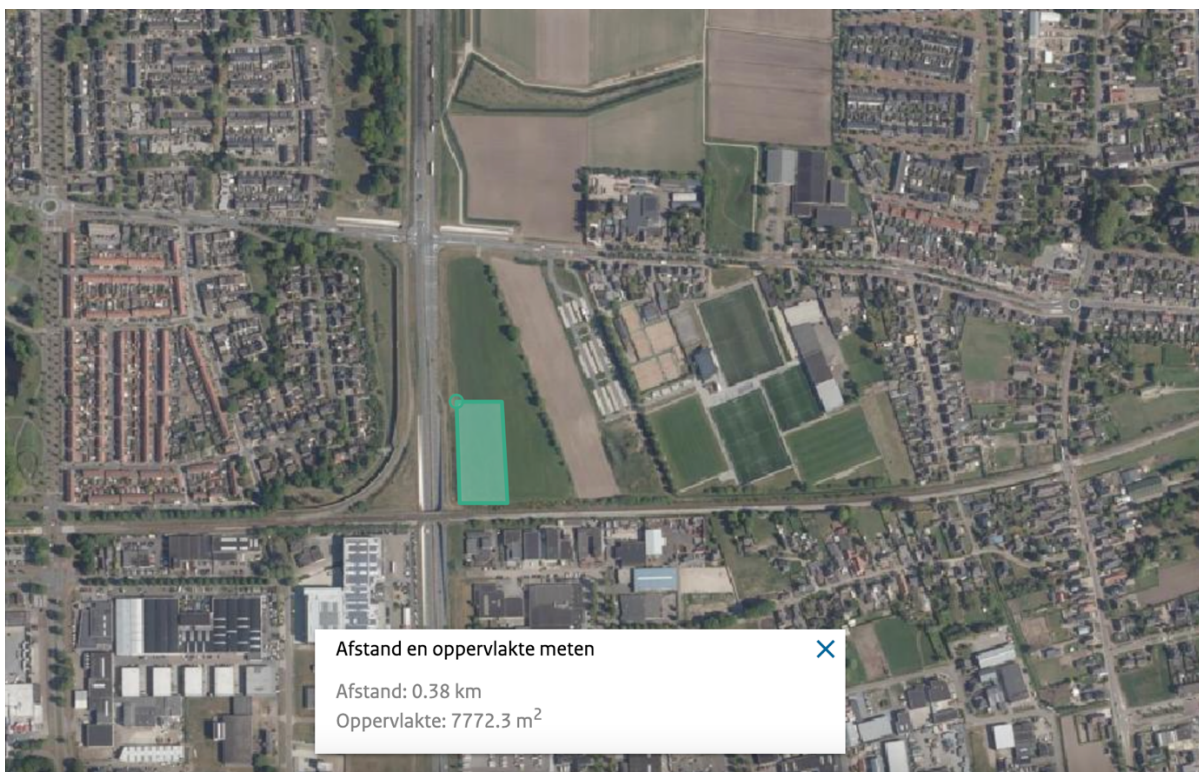 Afstand en oppervlakte meten
Afstand: 0.38 km
Oppervlakte: 7772.3 m²